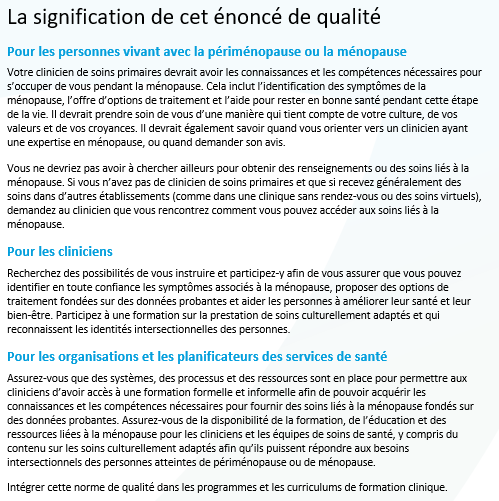 La signification de cet énoncé de qualité
Pour les personnes vivant avec la périménopause ou la ménopause
Votre clinicien de soins primaires devrait avoir les connaissances et les compétences nécessaires pour
s’occuper de vous pendant la ménopause. Cela inclut l’identification des symptômes de la
ménopause, l’offre d’options de traitement et l’aide pour rester en bonne santé pendant cette étape
de la vie. Il devrait prendre soin de vous d’une manière qui tient compte de votre culture, de vos
valeurs et de vos croyances. Il devrait également savoir quand vous orienter vers un clinicien ayant
une expertise en ménopause, ou quand demander son avis.
Vous ne devriez pas avoir à chercher ailleurs pour obtenir des renseignements ou des soins liés à la
ménopause. Si vous n’avez pas de clinicien de soins primaires et que si recevez généralement des
soins dans d’autres établissements (comme dans une clinique sans rendez-vous ou des soins virtuels),
demandez au clinicien que vous rencontrez comment vous pouvez accéder aux soins liés à la
ménopause.
Pour les cliniciens
Recherchez des possibilités de vous instruire et participez-y afin de vous assurer que vous pouvez
identifier en toute confiance les symptômes associés à la ménopause, proposer des options de
traitement fondées sur des données probantes et aider les personnes à améliorer leur santé et leur
bien-être. Participez à une formation sur la prestation de soins culturellement adaptés et qui
reconnaissent les identités intersectionnelles des personnes.
Pour les organisations et les planificateurs des services de santé
Assurez-vous que des systèmes, des processus et des ressources sont en place pour permettre aux
cliniciens d’avoir accès à une formation formelle et informelle afin de pouvoir acquérir les
connaissances et les compétences nécessaires pour fournir des soins liés à la ménopause fondés sur
des données probantes. Assurez-vous de la disponibilité de la formation, de l’éducation et des
ressources liées à la ménopause pour les cliniciens et les équipes de soins de santé, y compris du
contenu sur les soins culturellement adaptés afin qu’ils puissent répondre aux besoins
intersectionnels des personnes atteintes de périménopause ou de ménopause.
Intégrer cette norme de qualité dans les programmes et les curriculums de formation clinique.